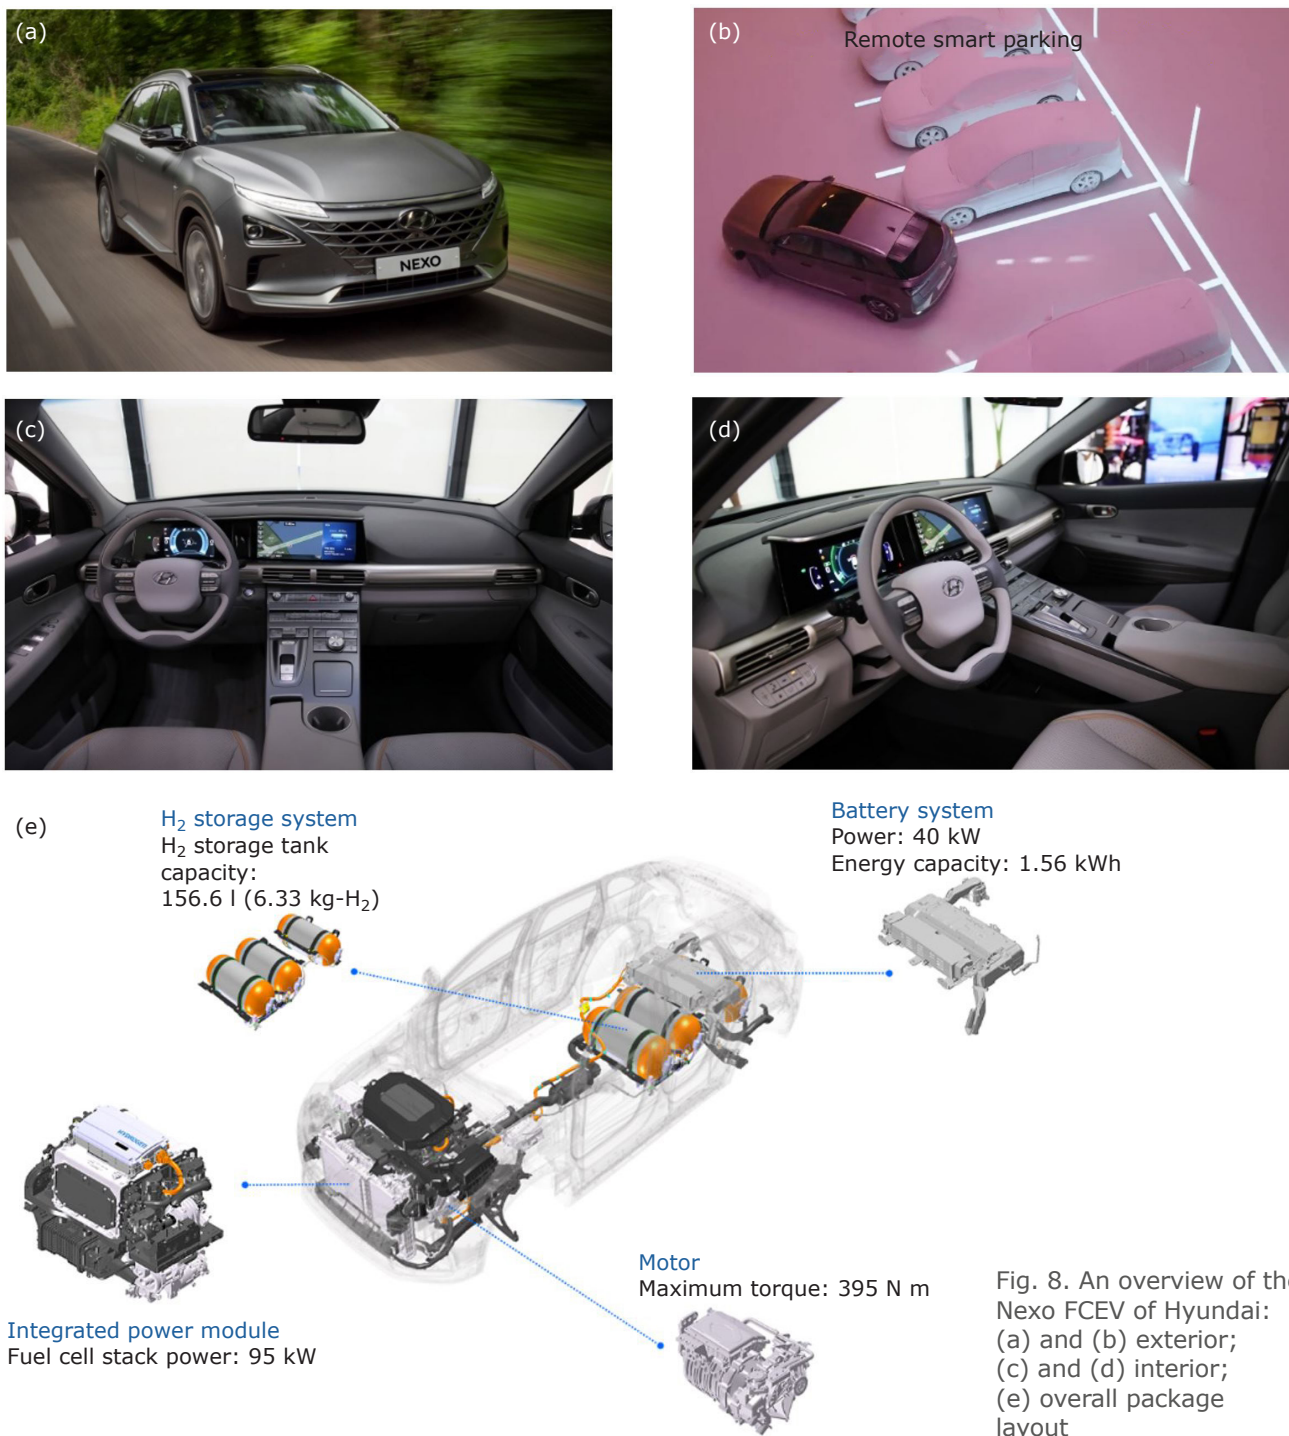 (a)
NEXO
(b)
Remote smart parking
(c)
(d)
(e)
H₂ storage system
H₂ storage tank
capacity:
156.6 l (6.33 kg-H₂)
Battery system
Power: 40 kW
Energy capacity: 1.56 kWh
HYDROGEN
Integrated power module
Fuel cell stack power: 95 kW
Motor
Maximum torque: 395 N m
Fig. 8. An overview of the
Nexo FCEV of Hyundai:
(a) and (b) exterior;
(c) and (d) interior;
(e) overall package
layout